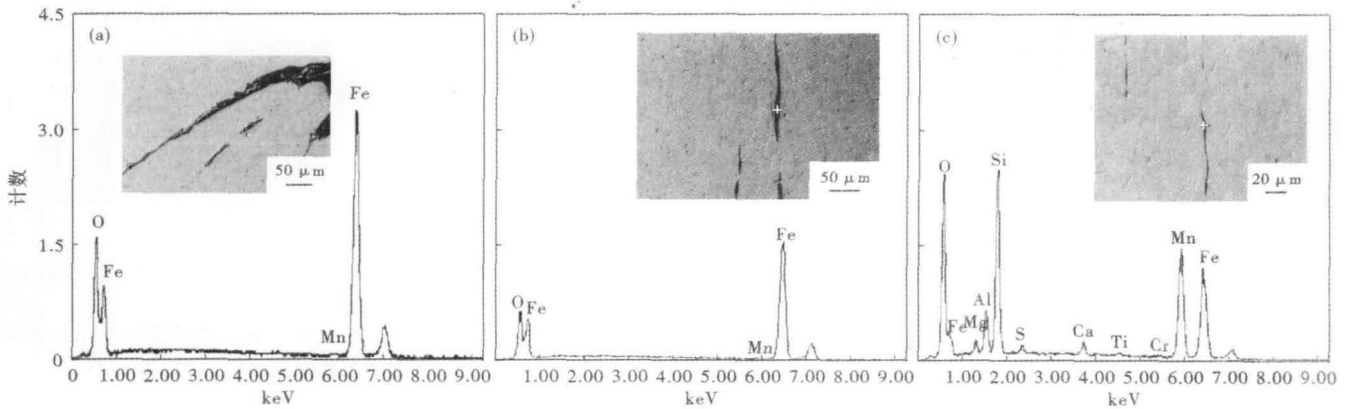 (a)
4.5
3.0
1.5
0
计数
O
Fe
Mn
Fe
50 μm
0 1.00 2.00 3.00 4.00 5.00 6.00 7.00 8.00 9.00
keV
(b)
O
Fe
Mn
Fe
50 μm
1.00 2.00 3.00 4.00 5.00 6.00 7.00 8.00 9.00
keV
(c)
O
Fe
Mg
Al
Si
S
Ca
Ti
Cr
Mn
Fe
20 μm
1.00 2.00 3.00 4.00 5.00 6.00 7.00 8.00 9.00
keV